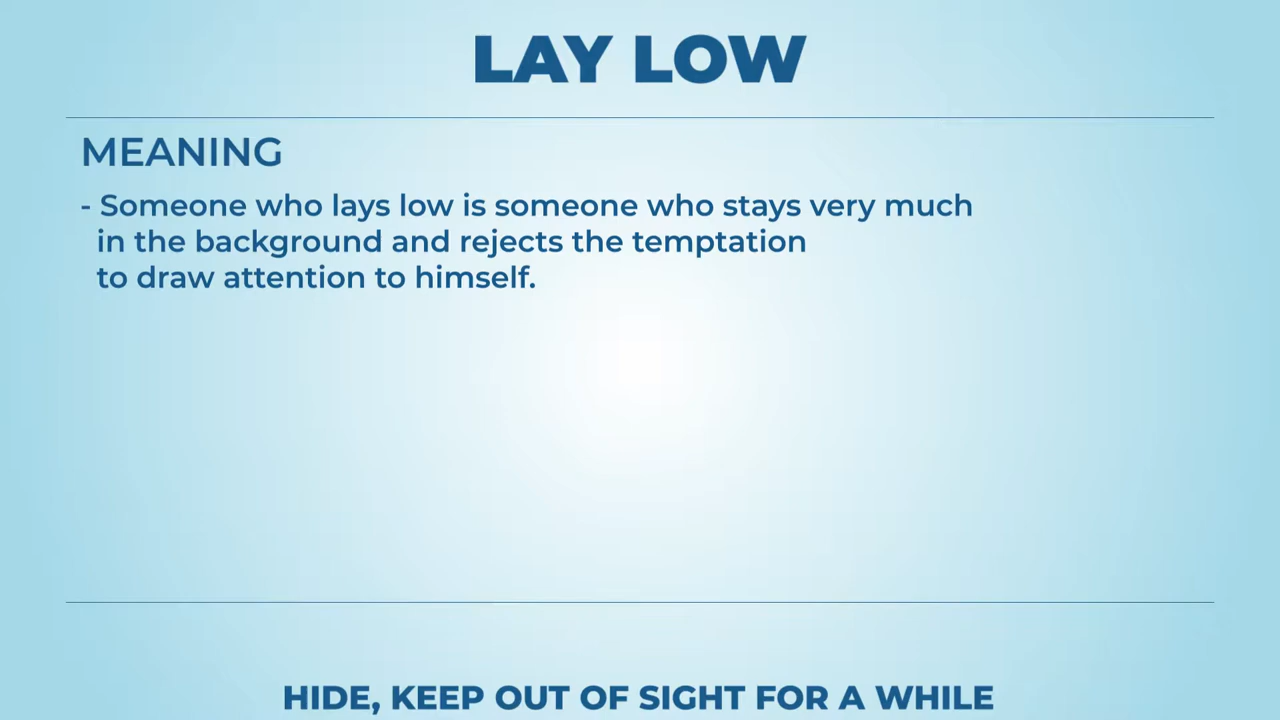 LAY LOW
MEANING
- Someone who lays low is someone who stays very much
in the background and rejects the temptation
to draw attention to himself.
HIDE, KEEP OUT OF SIGHT FOR A WHILE